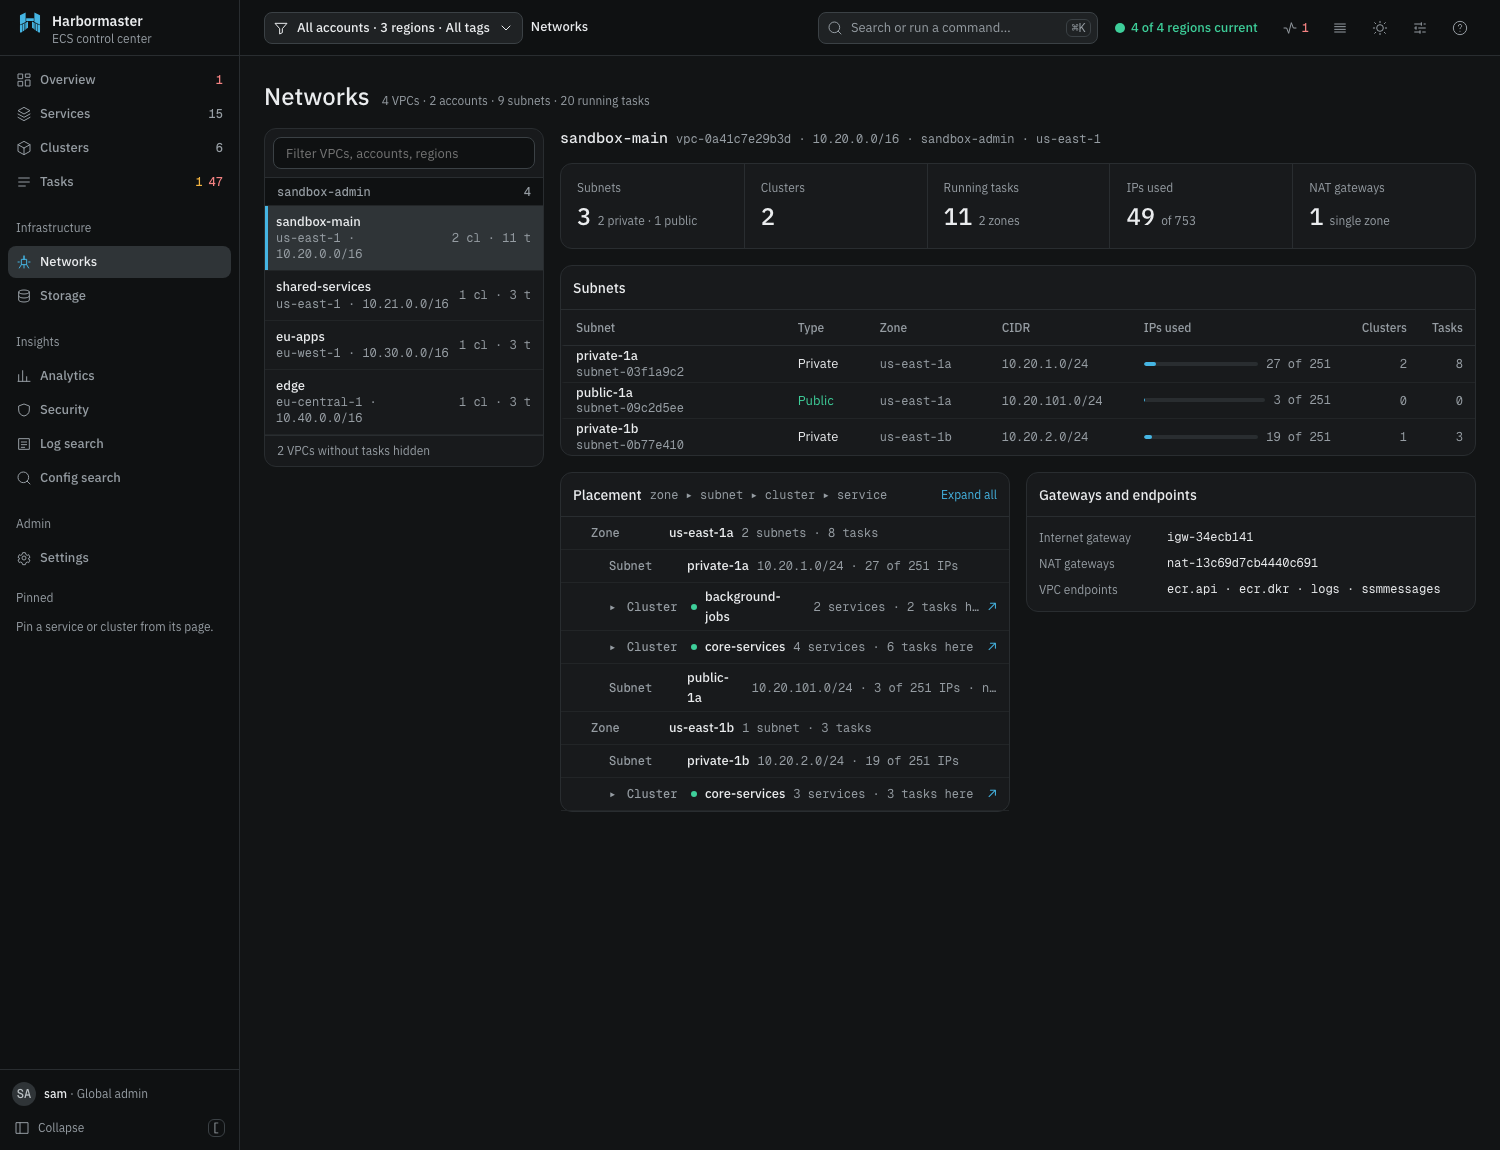 Harbormaster
ECS control center
All accounts · 3 regions · All tags
Networks
Search or run a command...
⌘K
4 of 4 regions current
1
Overview 1
Services 15
Clusters 6
Tasks 1 47
Infrastructure
Networks
Storage
Insights
Analytics
Security
Log search
Config search
Admin
Settings
Pinned
Pin a service or cluster from its page.
SA sam · Global admin
Collapse [
Networks 4 VPCs · 2 accounts · 9 subnets · 20 running tasks
Filter VPCs, accounts, regions
sandbox-admin 4
sandbox-main
us-east-1 · 2 cl · 11 t
10.20.0.0/16
shared-services
us-east-1 · 10.21.0.0/16 1 cl · 3 t
eu-apps
eu-west-1 · 10.30.0.0/16 1 cl · 3 t
edge
eu-central-1 · 1 cl · 3 t
10.40.0.0/16
2 VPCs without tasks hidden
sandbox-main vpc-0a41c7e29b3d · 10.20.0.0/16 · sandbox-admin · us-east-1
Subnets
3 2 private · 1 public
Clusters
2
Running tasks
11 2 zones
IPs used
49 of 753
NAT gateways
1 single zone
Subnets
Subnet Type Zone CIDR IPs used Clusters Tasks
private-1a
subnet-03f1a9c2 Private us-east-1a 10.20.1.0/24 27 of 251 2 8
public-1a
subnet-09c2d5ee Public us-east-1a 10.20.101.0/24 3 of 251 0 0
private-1b
subnet-0b77e410 Private us-east-1b 10.20.2.0/24 19 of 251 1 3
Placement zone ▸ subnet ▸ cluster ▸ service Expand all
Zone us-east-1a 2 subnets · 8 tasks
Subnet private-1a 10.20.1.0/24 · 27 of 251 IPs
▸ Cluster background-jobs 2 services · 2 tasks h… ↗
▸ Cluster core-services 4 services · 6 tasks here ↗
Subnet public-1a 10.20.101.0/24 · 3 of 251 IPs · n…
Zone us-east-1b 1 subnet · 3 tasks
Subnet private-1b 10.20.2.0/24 · 19 of 251 IPs
▸ Cluster core-services 3 services · 3 tasks here ↗
Gateways and endpoints
Internet gateway igw-34ecb141
NAT gateways nat-13c69d7cb4440c691
VPC endpoints ecr.api · ecr.dkr · logs · ssmmessages